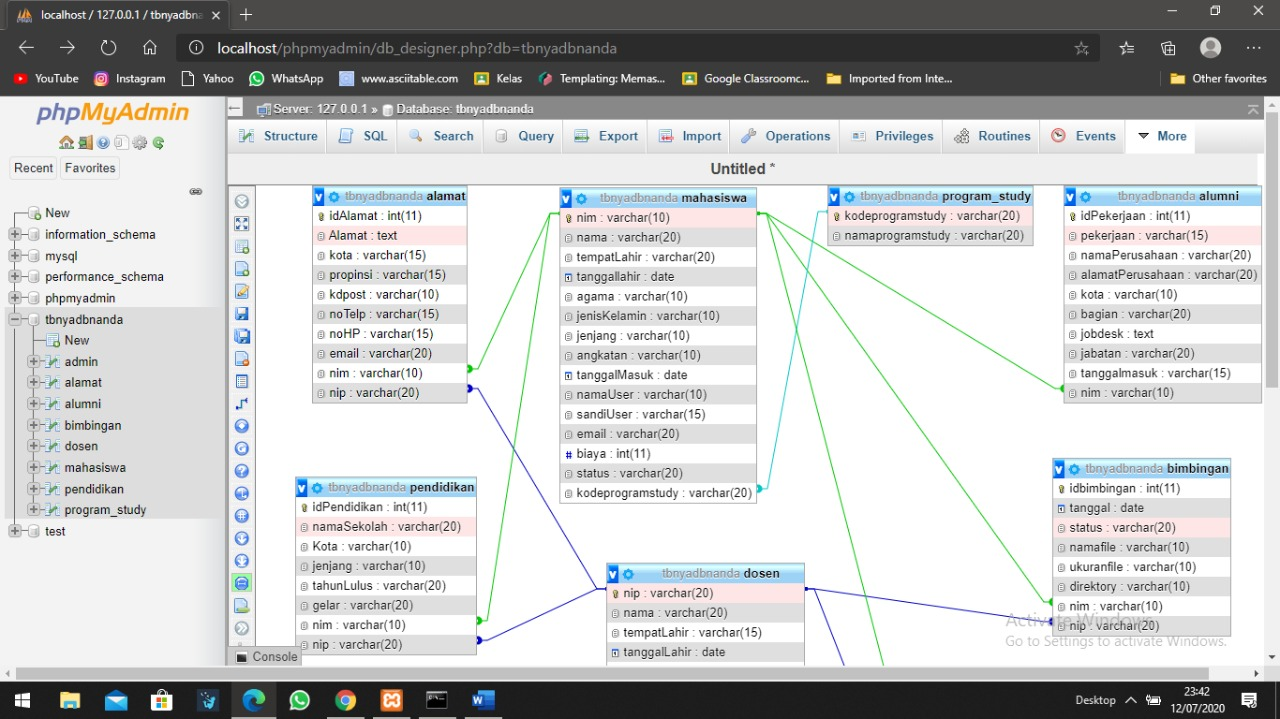 localhost / 127.0.0.1 / tbnyadbna
localhost/phpmyadmin/db_designer.php?db=tbnyadbnanda
YouTube Instagram Yahoo WhatsApp www.asciitable.com Kelas Templating: Memas... Google Classroomc... Imported from Inte... Other favorites
phpMyAdmin
Recent Favorites
New
information_schema
mysql
performance_schema
phpmyadmin
tbnyadbnanda
New
admin
alamat
alumni
bimbingan
dosen
mahasiswa
pendidikan
program_study
test
Server: 127.0.0.1 » Database: tbnyadbnanda
Structure SQL Search Query Export Import Operations Privileges Routines Events More
Untitled *
tbnyadbnanda alamat
idAlamat : int(11)
Alamat : text
kota : varchar(15)
propinsi : varchar(15)
kdpost : varchar(10)
noTelp : varchar(15)
noHP : varchar(15)
email : varchar(20)
nim : varchar(10)
nip : varchar(20)
tbnyadbnanda mahasiswa
nim : varchar(10)
nama : varchar(20)
tempatLahir : varchar(20)
tanggallahir : date
agama : varchar(10)
jenisKelamin : varchar(10)
jenjang : varchar(10)
angkatan : varchar(10)
tanggalMasuk : date
namaUser : varchar(10)
sandiUser : varchar(15)
email : varchar(20)
# biaya : int(11)
status : varchar(20)
kodeprogramstudy : varchar(20)
tbnyadbnanda program_study
kodeprogramstudy : varchar(20)
namaprogramstudy : varchar(20)
tbnyadbnanda alumni
idPekerjaan : int(11)
pekerjaan : varchar(15)
namaPerusahaan : varchar(20)
alamatPerusahaan : varchar(20)
kota : varchar(10)
bagian : varchar(20)
jobdesk : text
jabatan : varchar(20)
tanggalmasuk : varchar(15)
nim : varchar(10)
tbnyadbnanda pendidikan
idPendidikan : int(11)
namaSekolah : varchar(20)
Kota : varchar(10)
jenjang : varchar(10)
tahunLulus : varchar(20)
gelar : varchar(20)
nim : varchar(10)
nip : varchar(20)
tbnyadbnanda dosen
nip : varchar(20)
nama : varchar(20)
tempatLahir : varchar(15)
tanggalLahir : date
tbnyadbnanda bimbingan
idbimbingan : int(11)
tanggal : date
status : varchar(20)
namafile : varchar(10)
ukuranfile : varchar(10)
direktory : varchar(10)
nim : varchar(10)
nip : varchar(20)
Activate Windows
Go to Settings to activate Windows.
Console
Desktop
23:42
12/07/2020